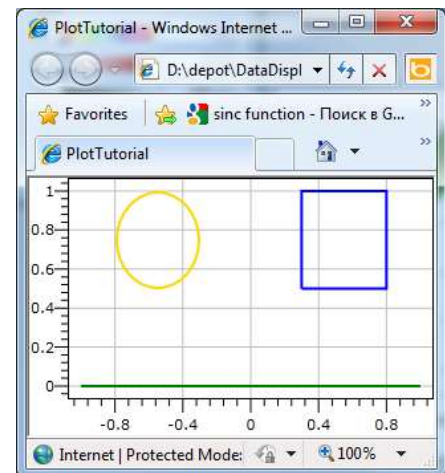 PlotTutorial - Windows Internet ...
D:\depot\DataDispl
Favorites sinc function - Поиск в G... »
PlotTutorial »
1
0.8
0.6
0.4
0.2
0
-0.8 -0.4 0 0.4 0.8
Internet | Protected Mode: 100%